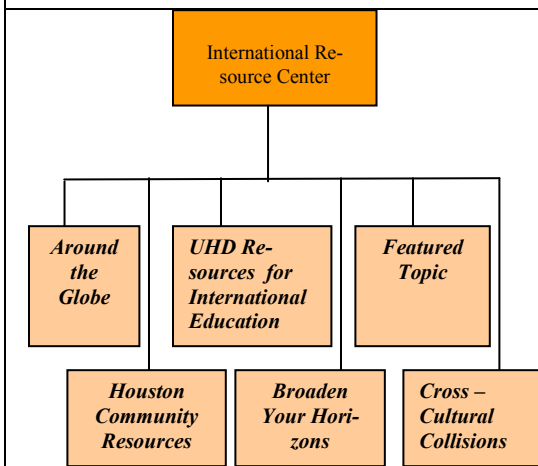 International Re-
source Center
Around
the
Globe
UHD Re-
sources for
International
Education
Featured
Topic
Houston
Community
Resources
Broaden
Your Hori-
zons
Cross –
Cultural
Collisions